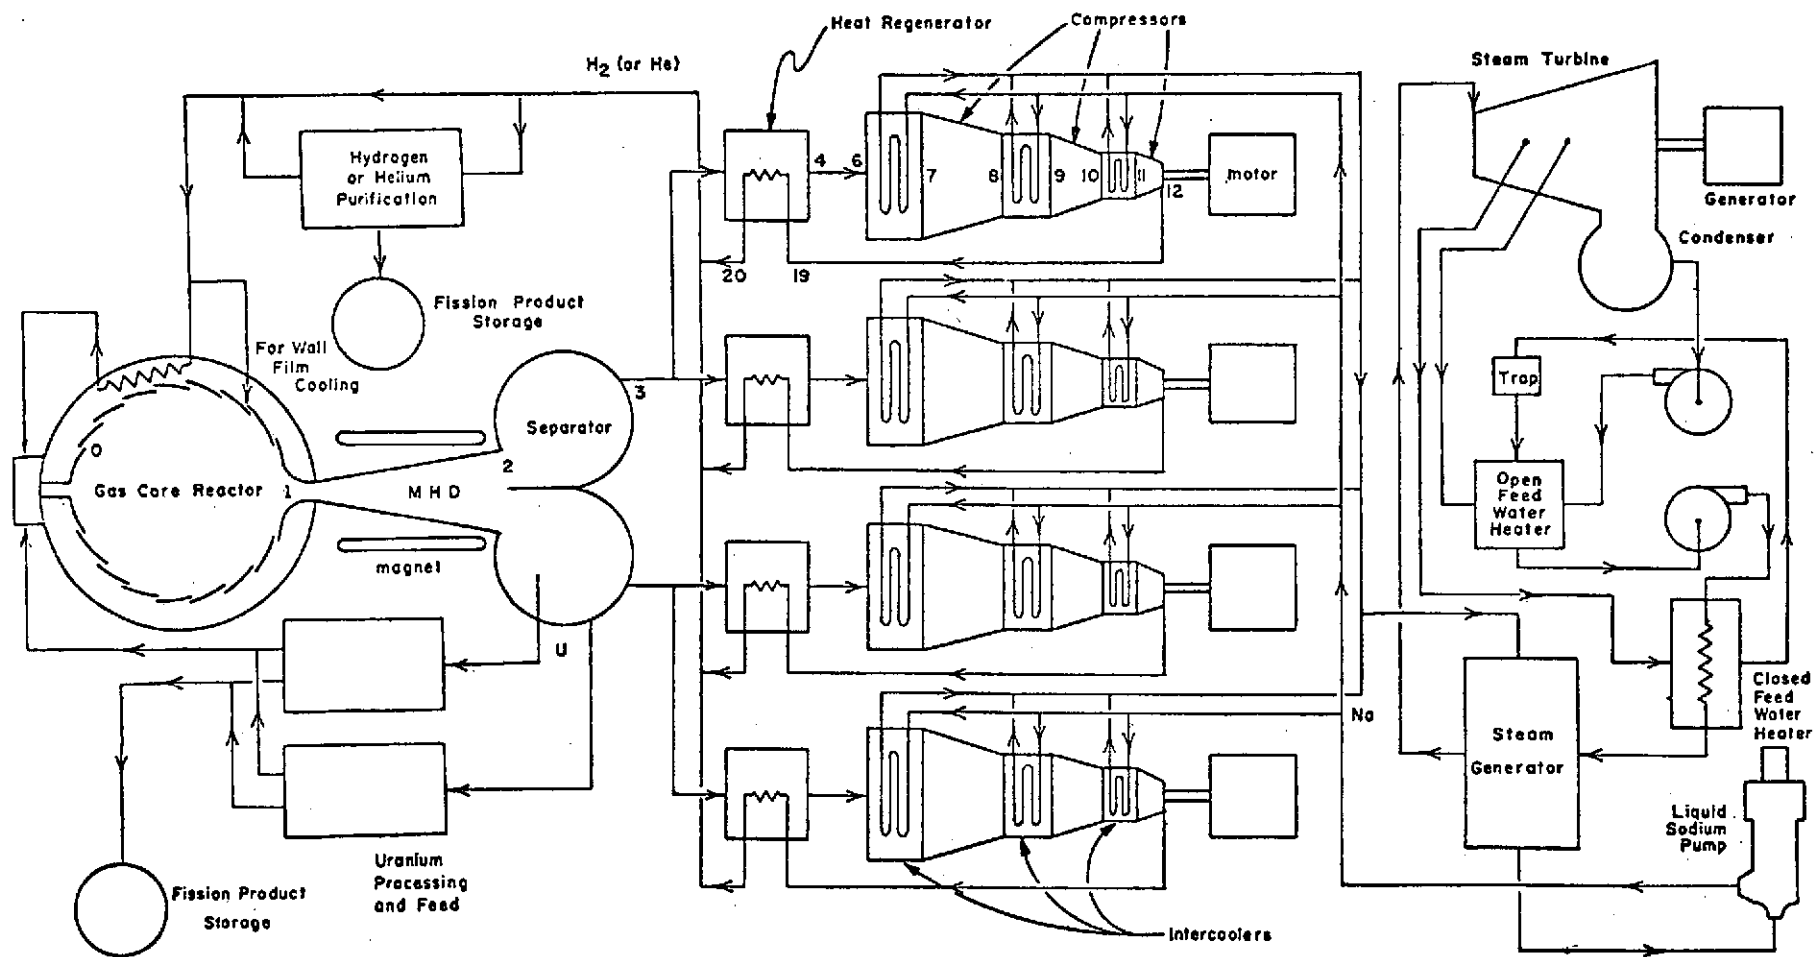 Heat Regenerator
Compressors
H2 (or He)
Steam Turbine
Hydrogen
or Helium
Purification
4
6
7
8
9
10
11
12
motor
Generator
Condenser
20
19
Fission Product
Storage
For Wall
Film
Cooling
3
Trap
Separator
0
2
Gas Core Reactor
1
MHD
Open
Feed
Water
Heater
magnet
U
Closed
Feed
Water
Heater
Na
Steam
Generator
Liquid
Sodium
Pump
Uranium
Processing
and Feed
Fission Product
Storage
Intercoolers